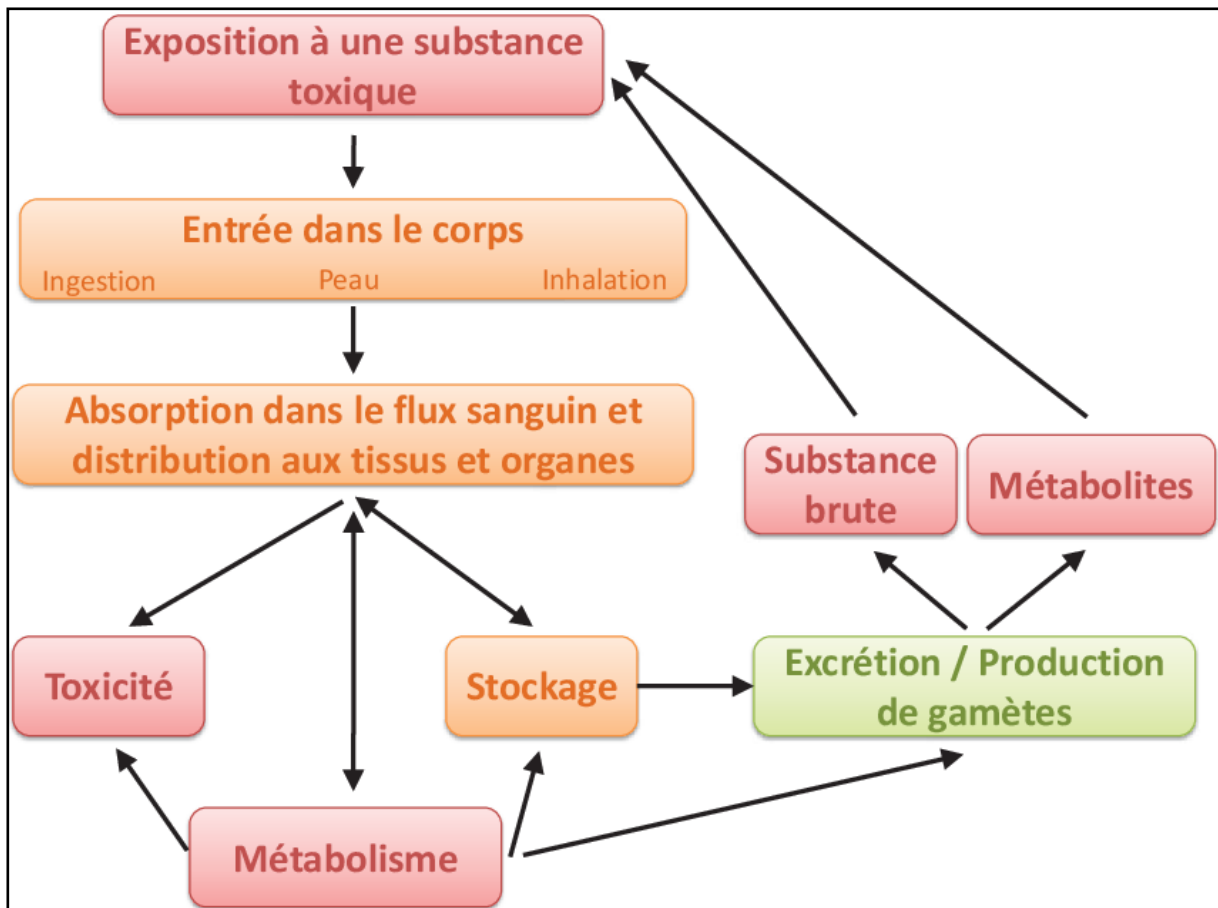 Exposition à une substance
toxique
Entrée dans le corps
Ingestion Peau Inhalation
Absorption dans le flux sanguin et
distribution aux tissus et organes
Substance
brute
Métabolites
Toxicité
Stockage
Excrétion / Production
de gamètes
Métabolisme